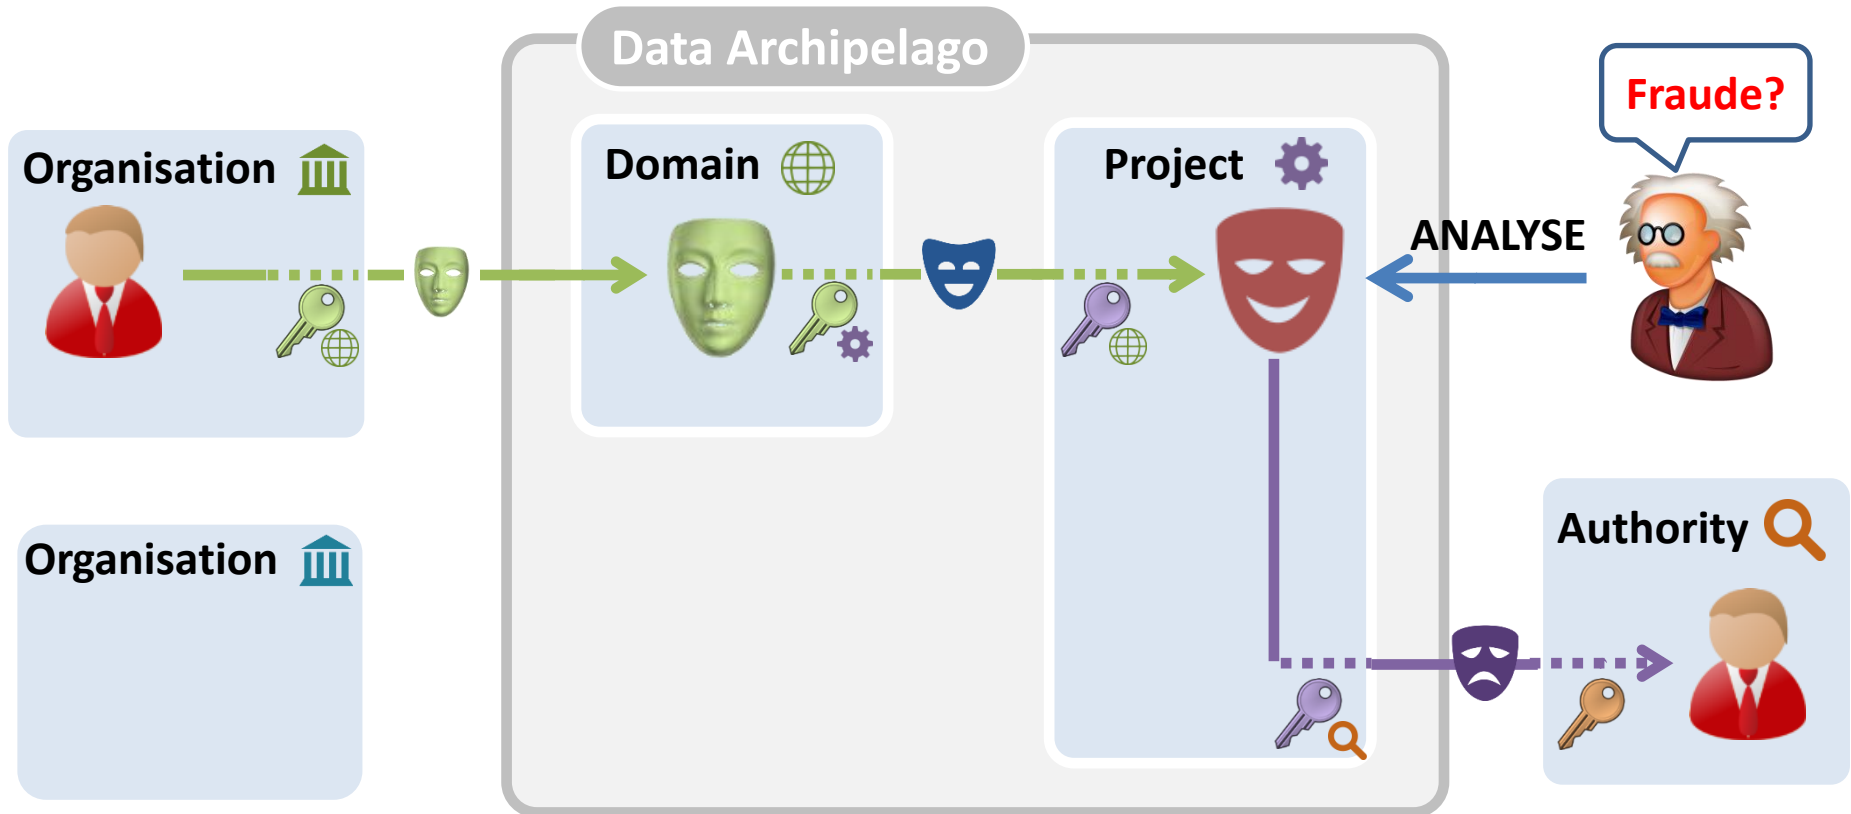 Data Archipelago
Fraude?
Organisation
Domain
Project
ANALYSE
Organisation
Authority